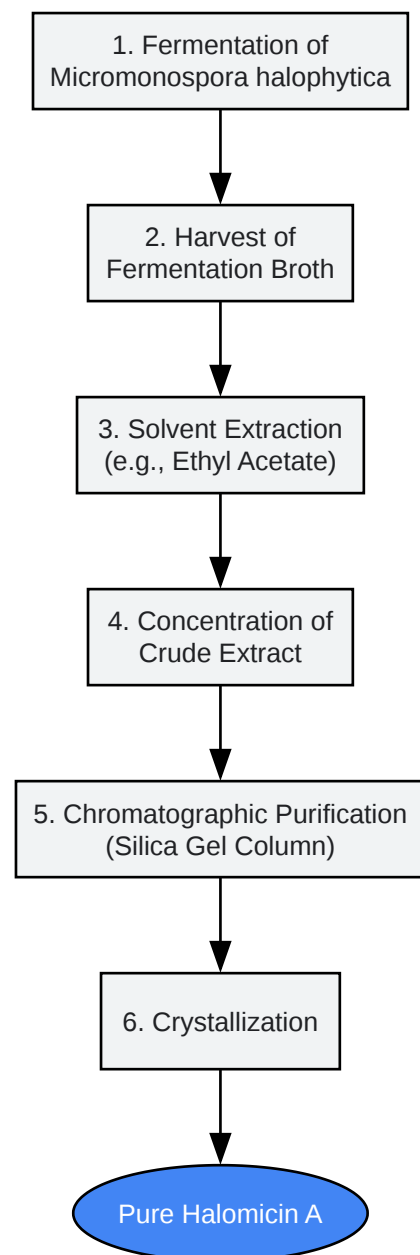 1. Fermentation of
Micromonospora halophytica
2. Harvest of
Fermentation Broth
3. Solvent Extraction
(e.g., Ethyl Acetate)
4. Concentration of
Crude Extract
5. Chromatographic Purification
(Silica Gel Column)
6. Crystallization
Pure Halomicin A